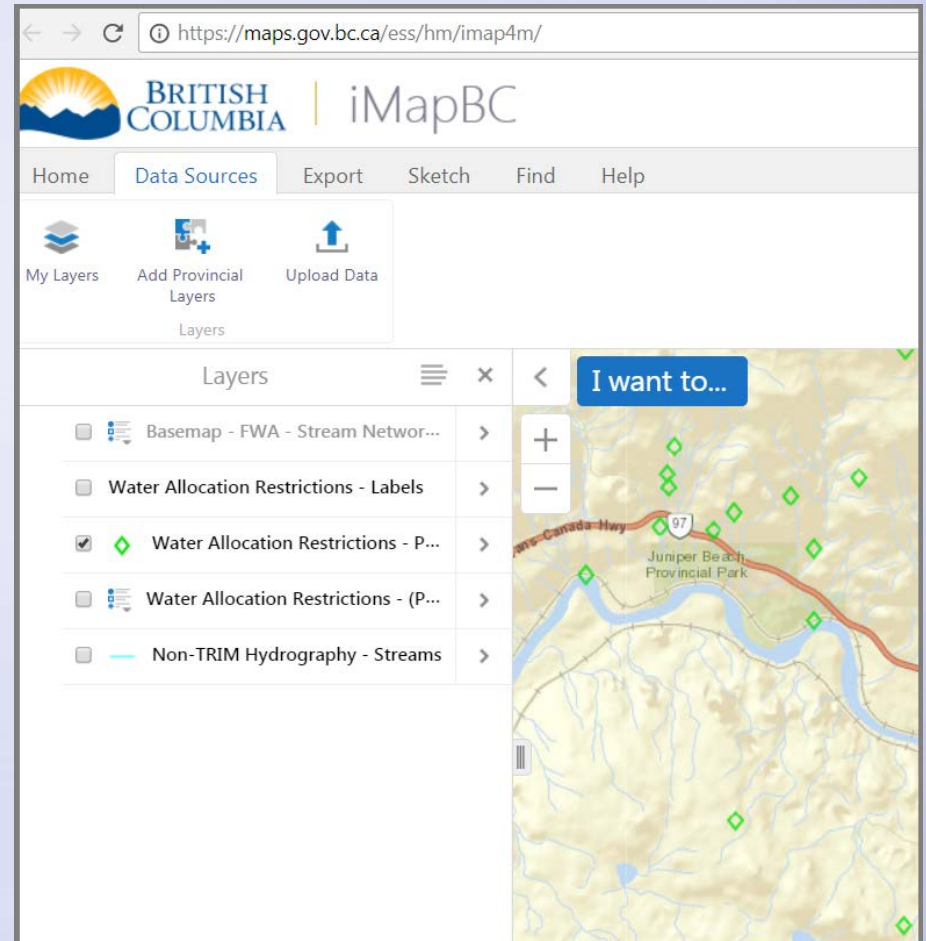 https://maps.gov.bc.ca/ess/hm/imap4m/
BRITISH
COLUMBIA
iMapBC
Home Data Sources Export Sketch Find Help
My Layers
Add Provincial
Layers
Upload Data
Layers
Layers
I want to...
Basemap - FWA - Stream Networ...
Water Allocation Restrictions - Labels
Water Allocation Restrictions - P...
Water Allocation Restrictions - (P...
Non-TRIM Hydrography - Streams
ans Canada Hwy
97
Juniper Beach
Provincial Park